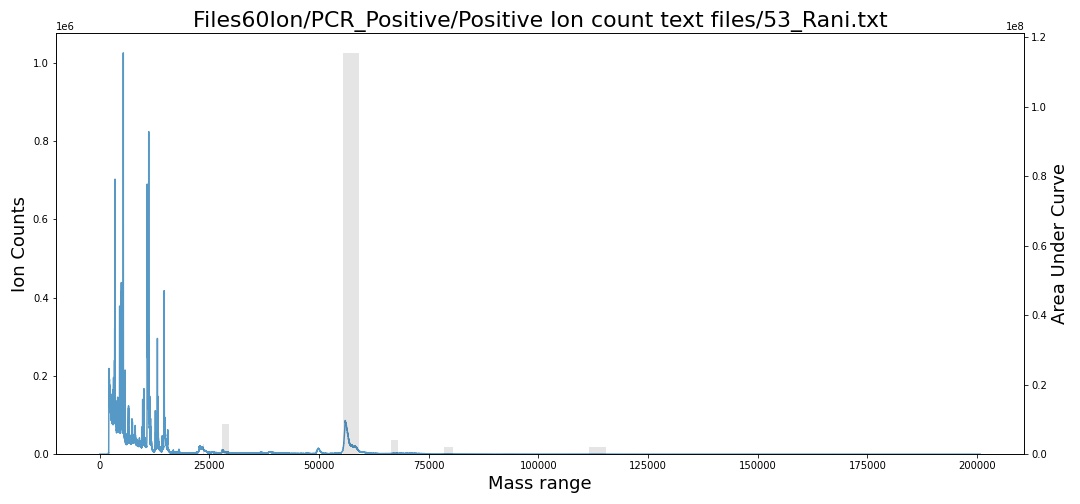 Files60Ion/PCR_Positive/Positive Ion count text files/53_Rani.txt
1e6
1e8
1.0
0.8
0.6
0.4
0.2
0.0
Ion Counts
1.2
1.0
0.8
0.6
0.4
0.2
0.0
Area Under Curve
0 25000 50000 75000 100000 125000 150000 175000 200000
Mass range